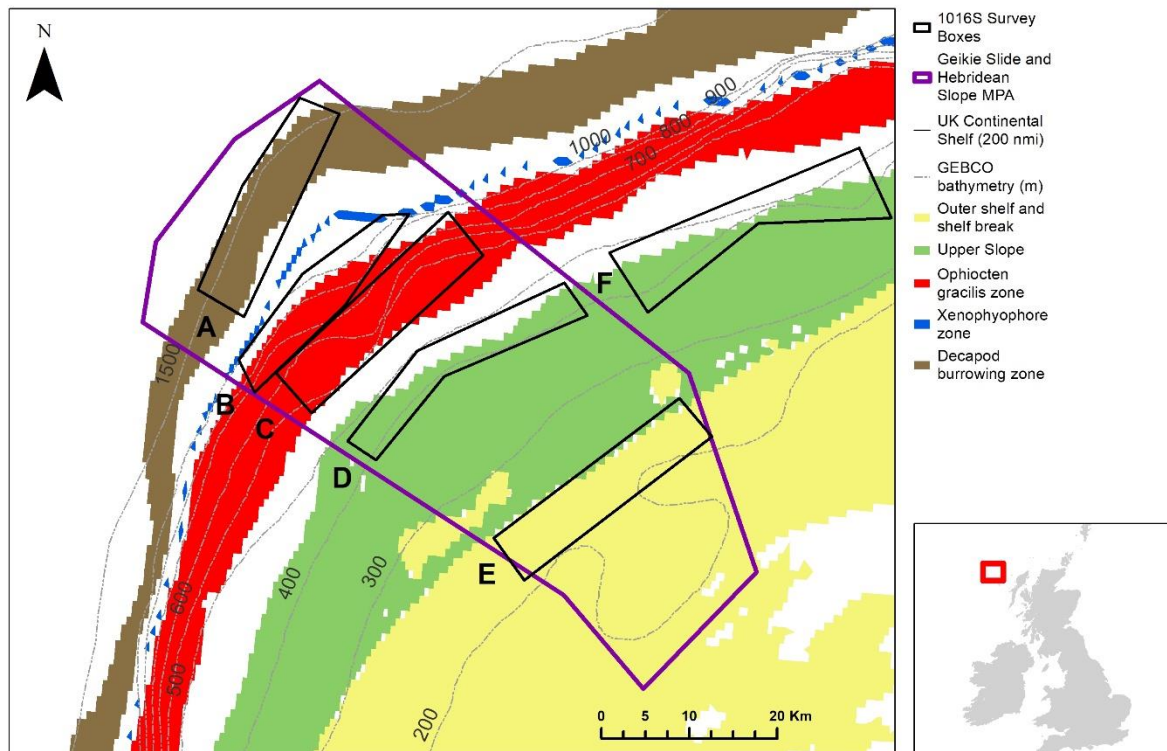 N
1500
1000
900
800
700
600
500
400
300
200
A
B
C
D
E
F
0 5 10 20 Km
1016S Survey
Boxes
Geikie Slide and
Hebridean
Slope MPA
UK Continental
Shelf (200 nmi)
GEBCO
bathymetry (m)
Outer shelf and
shelf break
Upper Slope
Ophiocten
gracilis zone
Xenophyophore
zone
Decapod
burrowing zone